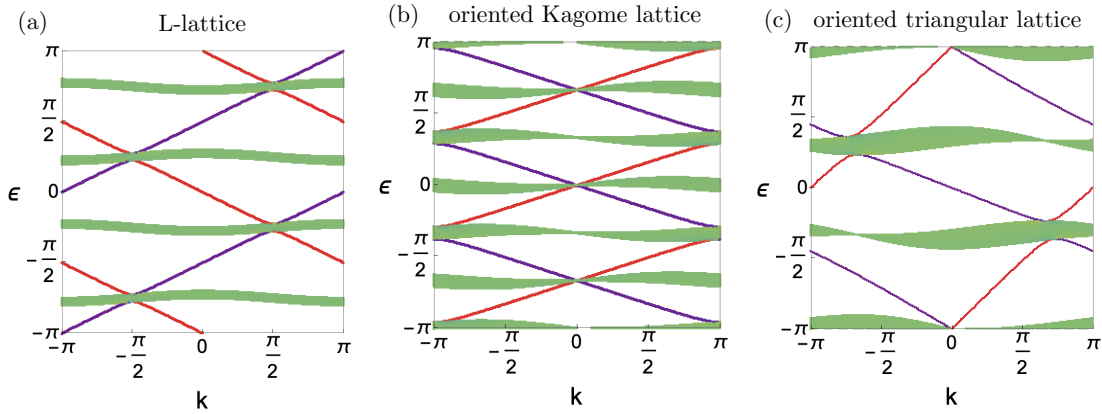 (a) L-lattice
(b) oriented Kagome lattice
(c) oriented triangular lattice
π
π/2
0
−π/2
−π
ϵ
−π −π/2 0 π/2 π
k
π
π/2
0
−π/2
−π
ϵ
−π −π/2 0 π/2 π
k
π
π/2
0
−π/2
−π
ϵ
−π −π/2 0 π/2 π
k